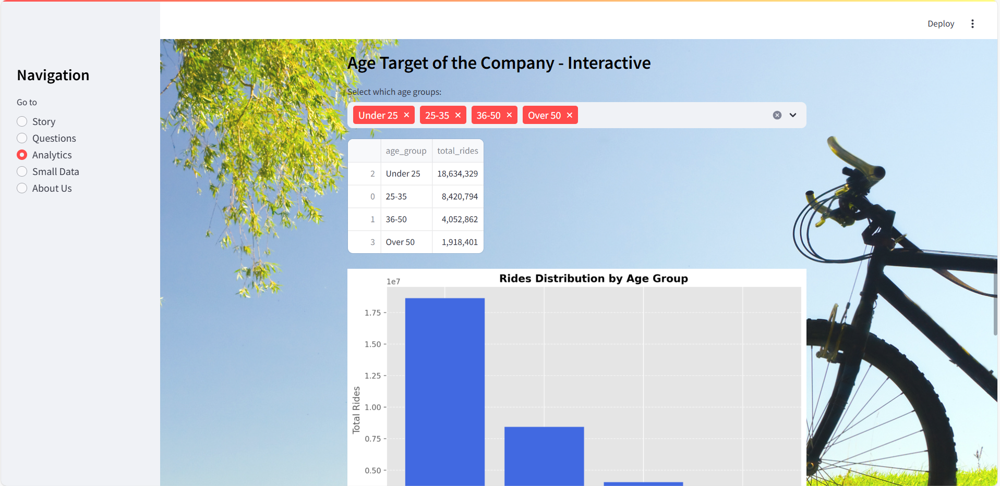 Deploy
Navigation
Go to
Story
Questions
Analytics
Small Data
About Us
Age Target of the Company - Interactive
Select which age groups:
Under 25 25-35 36-50 Over 50
age_group total_rides
2 Under 25 18,634,329
0 25-35 8,420,794
1 36-50 4,052,862
3 Over 50 1,918,401
Rides Distribution by Age Group
1e7
1.75
1.50
1.25
1.00
0.75
0.50
Total Rides